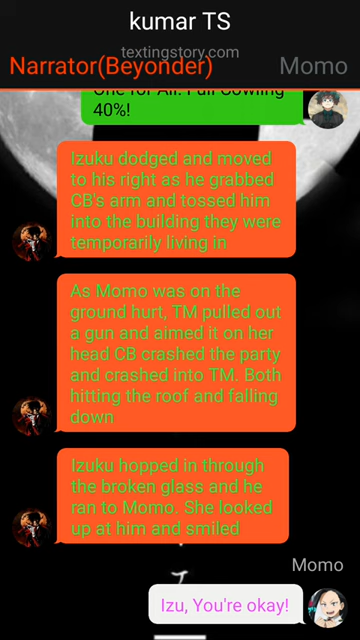 kumar TS
textingstory.com
Narrator(Beyonder) Momo
One for All: Full Cowling
40%!
Izuku dodged and moved
to his right as he grabbed
CB's arm and tossed him
into the building they were
temporarily living in
As Momo was on the
ground hurt, TM pulled out
a gun and aimed it on her
head CB crashed the party
and crashed into TM. Both
hitting the roof and falling
down
Izuku hopped in through
the broken glass and he
ran to Momo. She looked
up at him and smiled
Momo
Izu, You're okay!